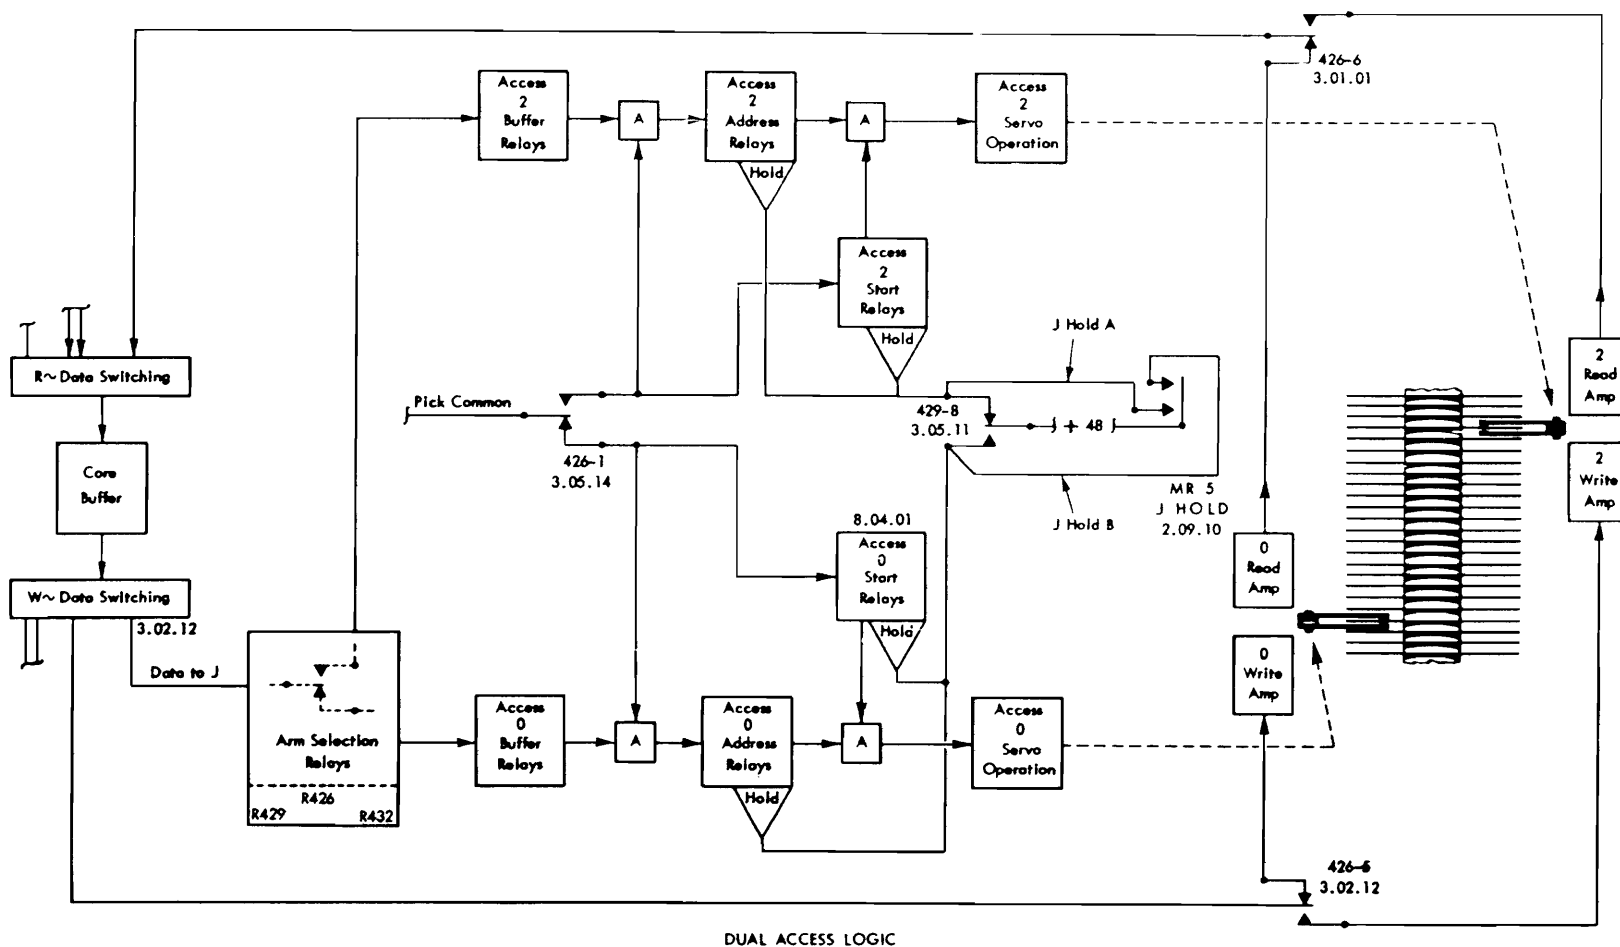 426-6
3.01.01
Access
2
Buffer
Relays
A
Access
2
Address
Relays
Hold
A
Access
2
Servo
Operation
Access
2
Start
Relays
Hold
J Hold A
R~ Data Switching
Pick Common
429-8
3.05.11
+ 48
2
Read
Amp
Core
Buffer
426-1
3.05.14
MR 5
J HOLD
2.09.10
J Hold B
2
Write
Amp
8.04.01
Access
0
Start
Relays
Hold
0
Read
Amp
W~ Data Switching
3.02.12
Data to J
Arm Selection
Relays
R426
R429
R432
Access
0
Buffer
Relays
A
Access
0
Address
Relays
Hold
A
Access
0
Servo
Operation
0
Write
Amp
426-5
3.02.12
DUAL ACCESS LOGIC